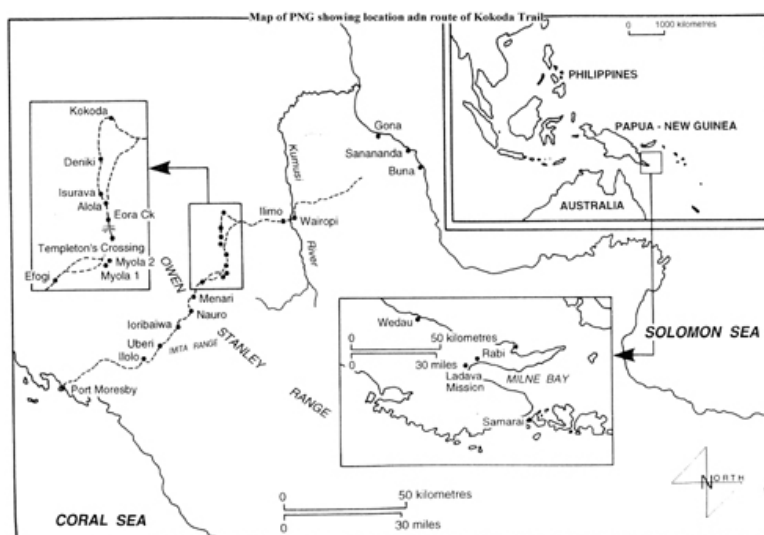 Map of PNG showing location adn route of Kokoda Trail
0 1000 kilometres
PHILIPPINES
PAPUA - NEW GUINEA
AUSTRALIA
Kokoda
Deniki
Isurava
Alola
Eora Ck
Templeton's Crossing
Myola 2
Myola 1
Efogi
Gona
Sanananda
Buna
Kumusi
River
Ilimo
Wairopi
OWEN
STANLEY
RANGE
Menari
Nauro
Ioribaiwa
Uberi
IMITA RANGE
Ilolo
Port Moresby
Wedau
0 50 kilometres
0 30 miles
Rabi
Ladava
Mission
MILNE BAY
Samarai
SOLOMON SEA
0 50 kilometres
0 30 miles
CORAL SEA
NORTH